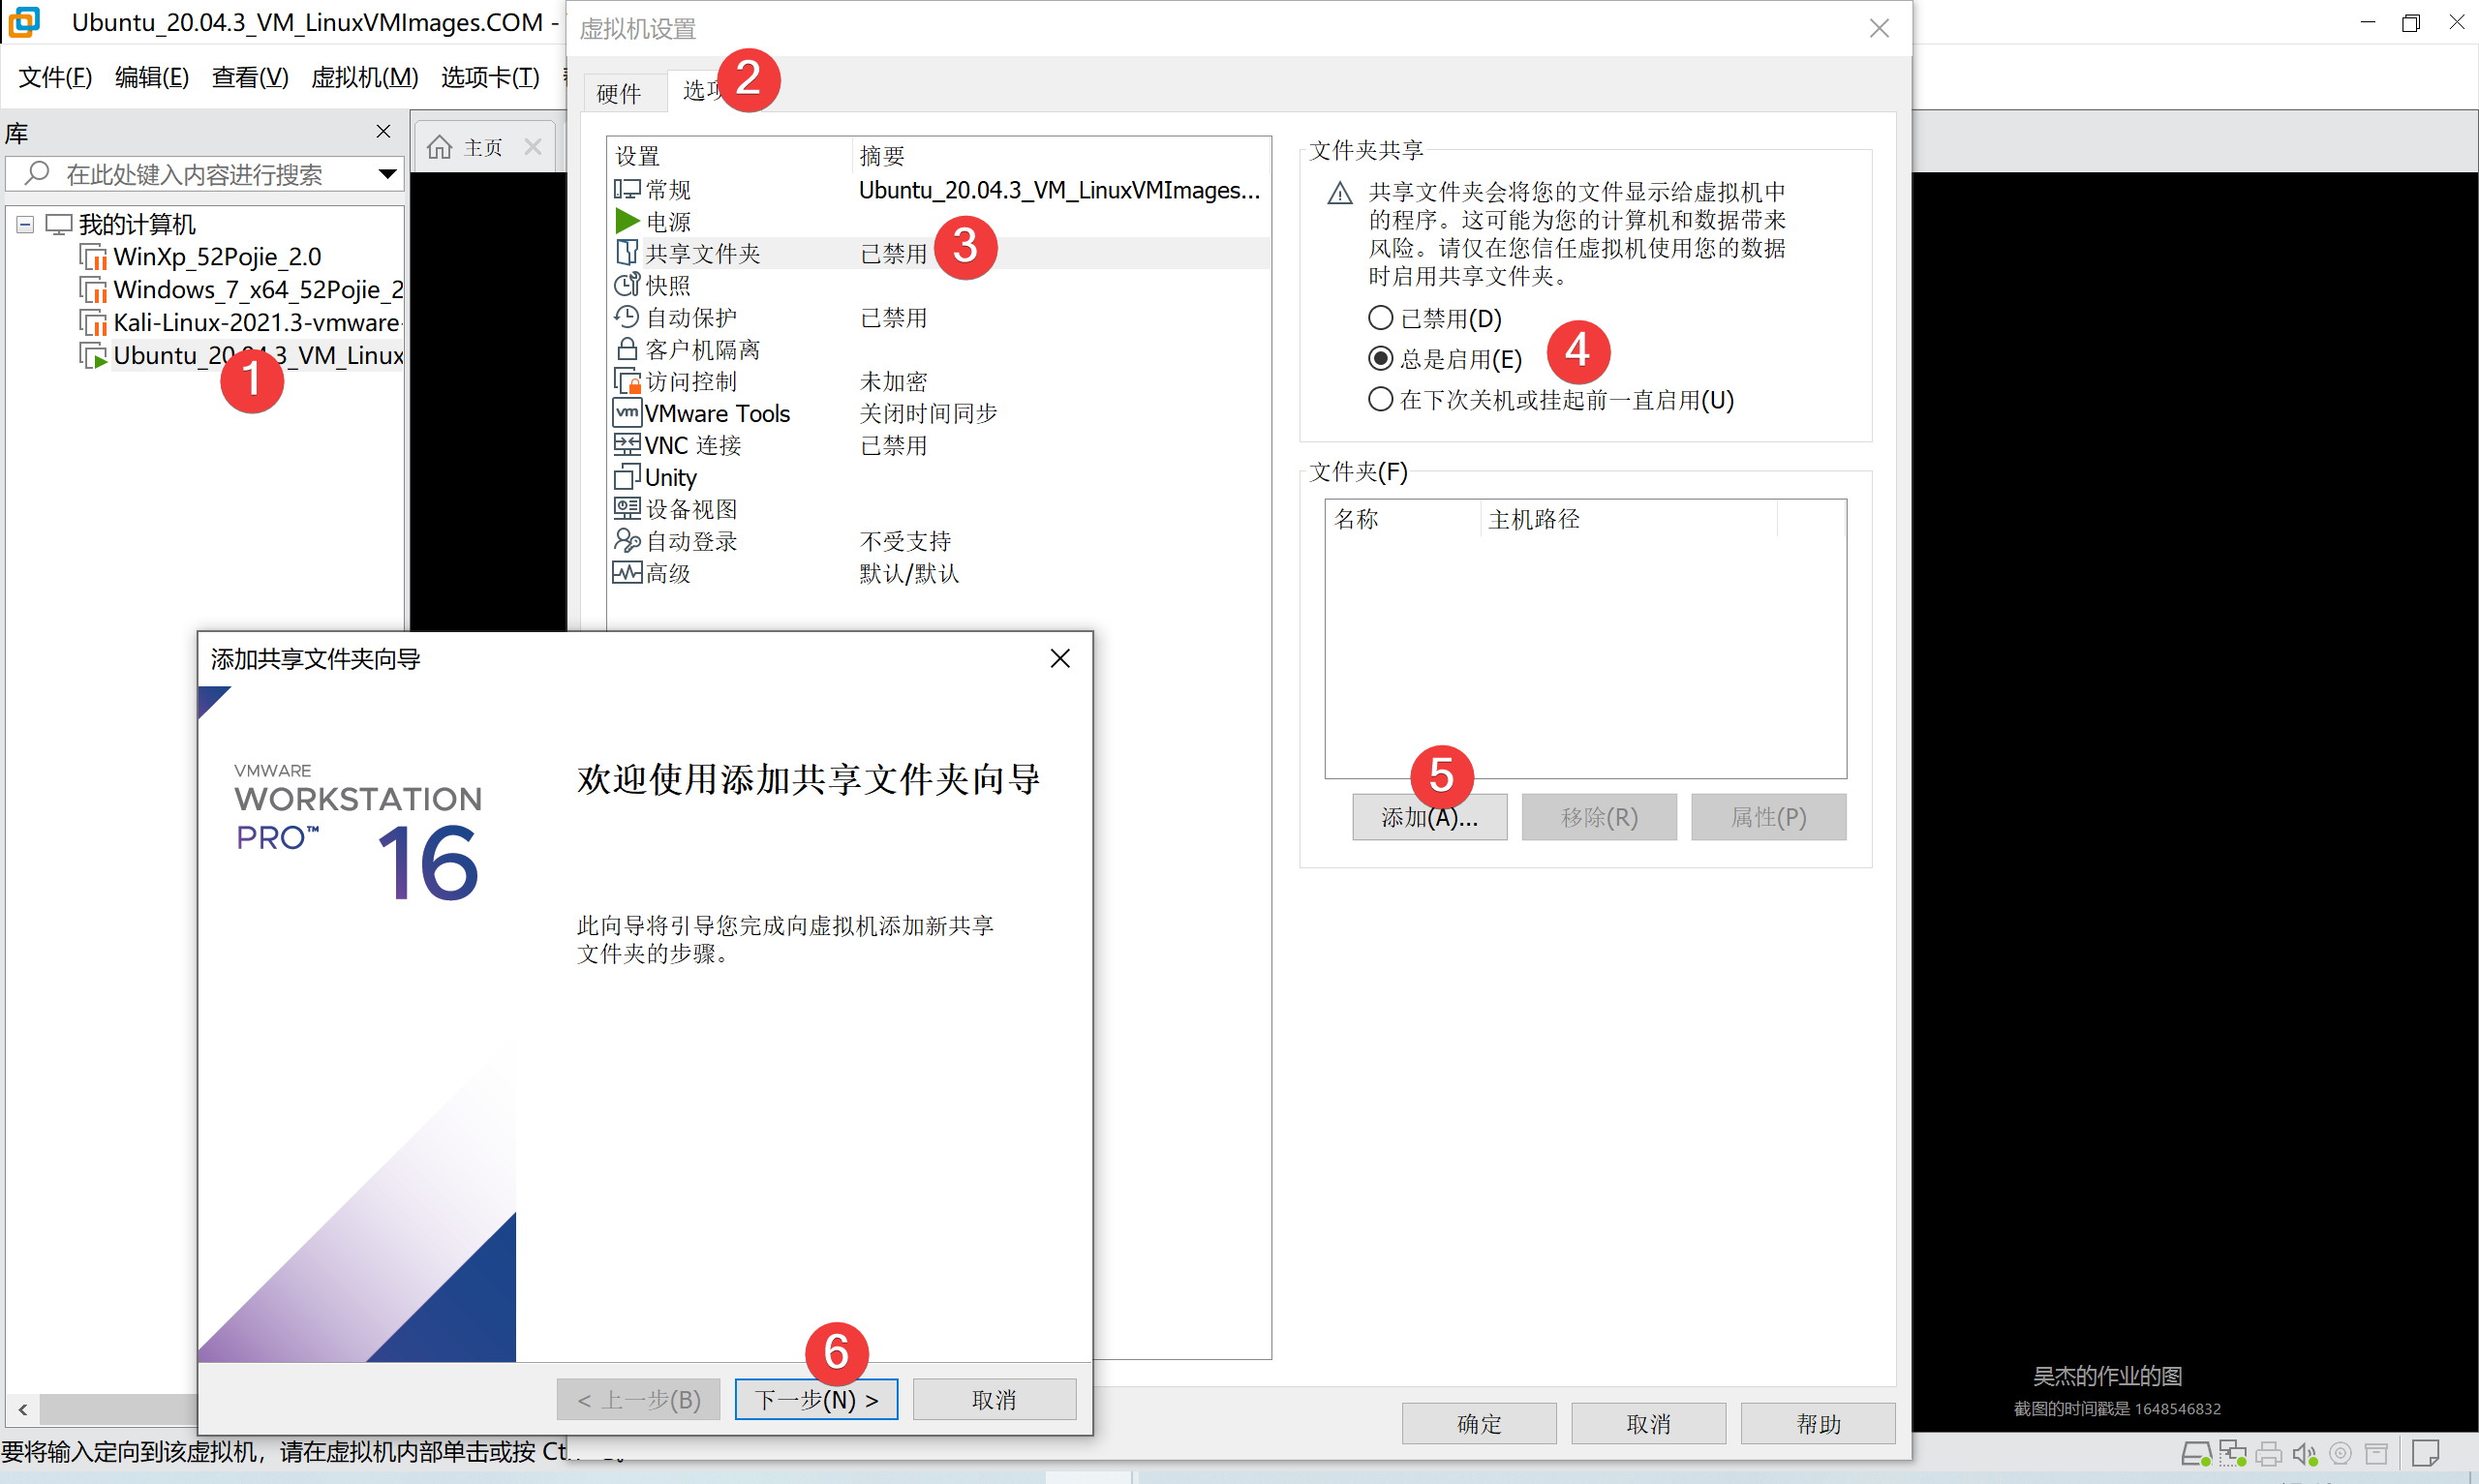 Ubuntu_20.04.3_VM_LinuxVMImages.COM -
文件(F) 编辑(E) 查看(V) 虚拟机(M) 选项卡(T)
库
在此处键入内容进行搜索
我的计算机
WinXp_52Pojie_2.0
Windows_7_x64_52Pojie_2
Kali-Linux-2021.3-vmware-
Ubuntu_20.04.3_VM_Linux
1
主页
虚拟机设置
硬件
选项
2
设置 摘要
常规 Ubuntu_20.04.3_VM_LinuxVMImages...
电源
共享文件夹 已禁用
3
快照
自动保护 已禁用
客户机隔离
访问控制 未加密
vm VMware Tools 关闭时间同步
VNC 连接 已禁用
Unity
设备视图
自动登录 不受支持
高级 默认/默认
文件夹共享
共享文件夹会将您的文件显示给虚拟机中
的程序。这可能为您的计算机和数据带来
风险。请仅在您信任虚拟机使用您的数据
时启用共享文件夹。
已禁用(D)
总是启用(E)
4
在下次关机或挂起前一直启用(U)
文件夹(F)
名称 主机路径
5
添加(A)... 移除(R) 属性(P)
添加共享文件夹向导
VMWARE
WORKSTATION
PRO™ 16
欢迎使用添加共享文件夹向导
此向导将引导您完成向虚拟机添加新共享
文件夹的步骤。
6
< 上一步(B) 下一步(N) > 取消
确定 取消 帮助
吴杰的作业的图
截图的时间戳是 1648546832
要将输入定向到该虚拟机，请在虚拟机内部单击或按